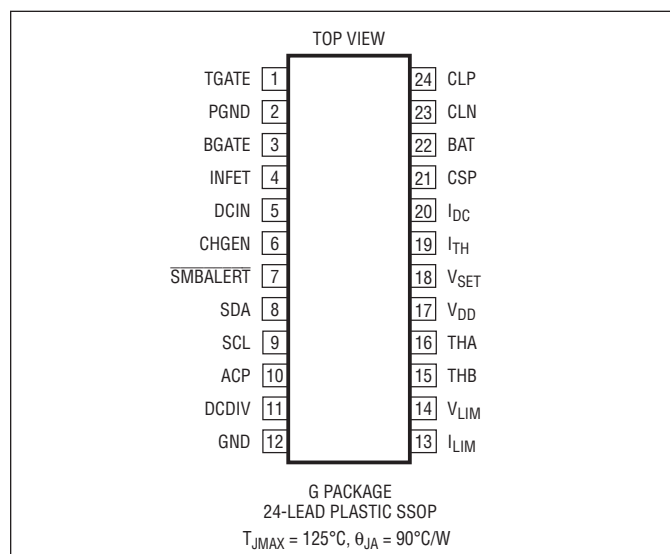 TOP VIEW
TGATE 1
PGND 2
BGATE 3
INFET 4
DCIN 5
CHGEN 6
SMBALERT 7
SDA 8
SCL 9
ACP 10
DCDIV 11
GND 12
24 CLP
23 CLN
22 BAT
21 CSP
20 IDC
19 ITH
18 VSET
17 VDD
16 THA
15 THB
14 VLIM
13 ILIM
G PACKAGE
24-LEAD PLASTIC SSOP
TJMAX = 125°C, θJA = 90°C/W